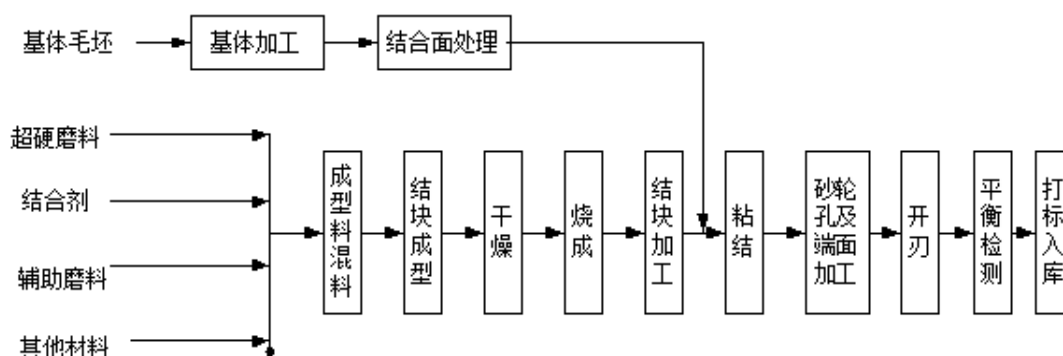 基体毛坯
基体加工
结合面处理
超硬磨料
结合剂
辅助磨料
其他材料
成型料混料
结块成型
干燥
烧成
结块加工
粘结
砂轮孔及端面加工
开刃
平衡检测
打标入库